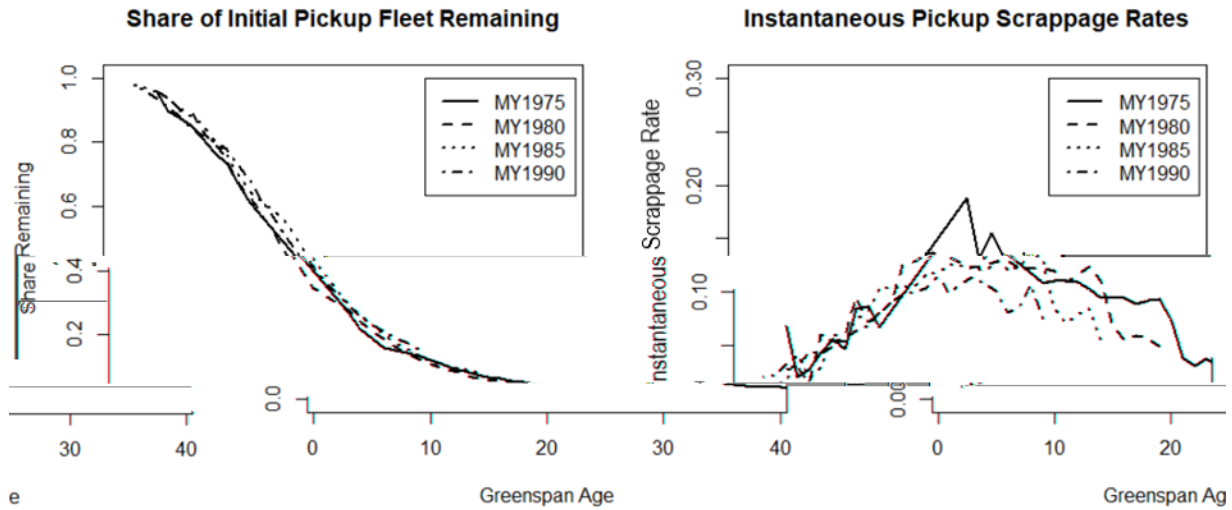 Share of Initial Pickup Fleet Remaining
Share Remaining
1.0
0.8
0.6
0.4
0.2
0.0
MY1975
MY1980
MY1985
MY1990
30
40
0
10
20
e
Greenspan Age
Instantaneous Pickup Scrappage Rates
Instantaneous Scrappage Rate
0.30
0.20
0.10
0.00
MY1975
MY1980
MY1985
MY1990
30
40
0
10
20
Greenspan Ag